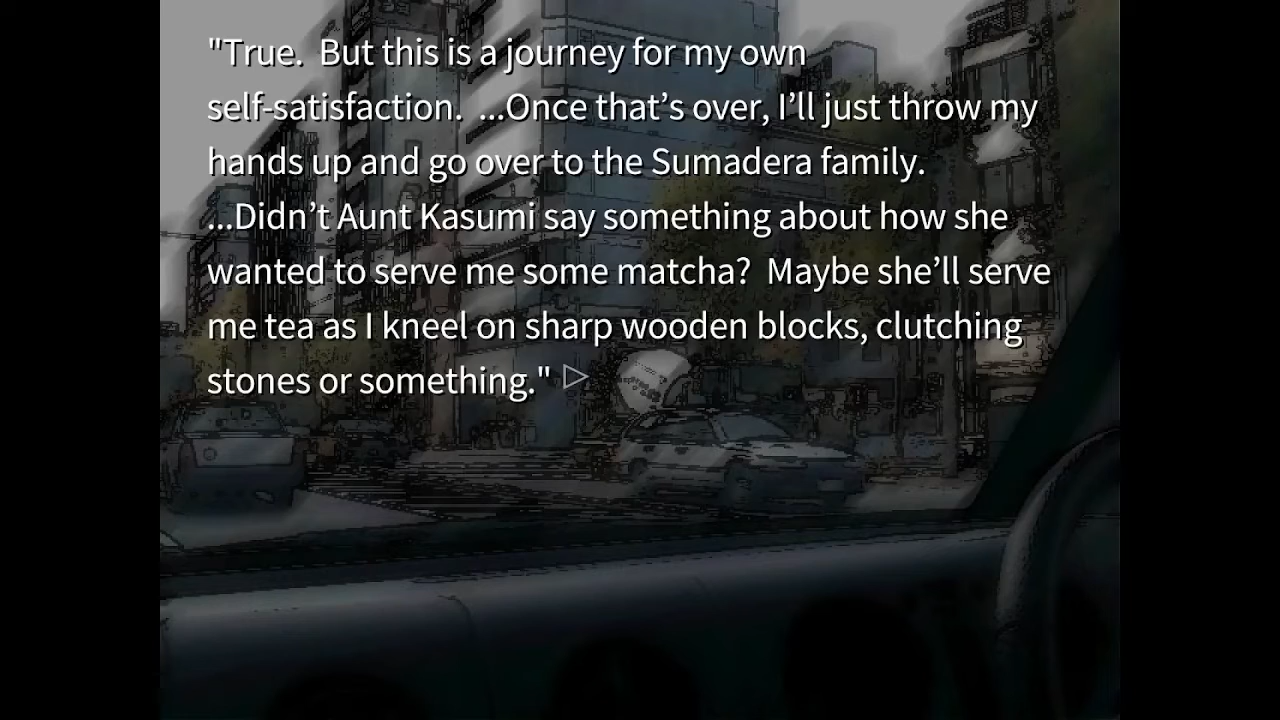 "True.  But this is a journey for my own
self-satisfaction.  ...Once that’s over, I’ll just throw my
hands up and go over to the Sumadera family.
...Didn’t Aunt Kasumi say something about how she
wanted to serve me some matcha?  Maybe she’ll serve
me tea as I kneel on sharp wooden blocks, clutching
stones or something."